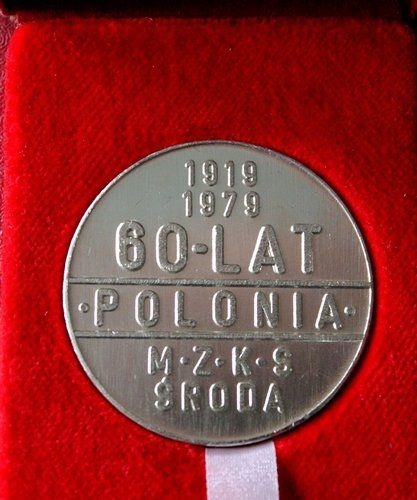 1919
1979
60-LAT
·POLONIA·
M·Z·K·S
ŚRODA